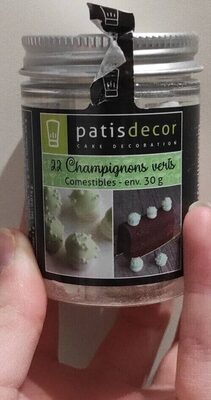 patisdecor
CAKE DECORATION
22 Champignons verts
Comestibles - env. 30 g